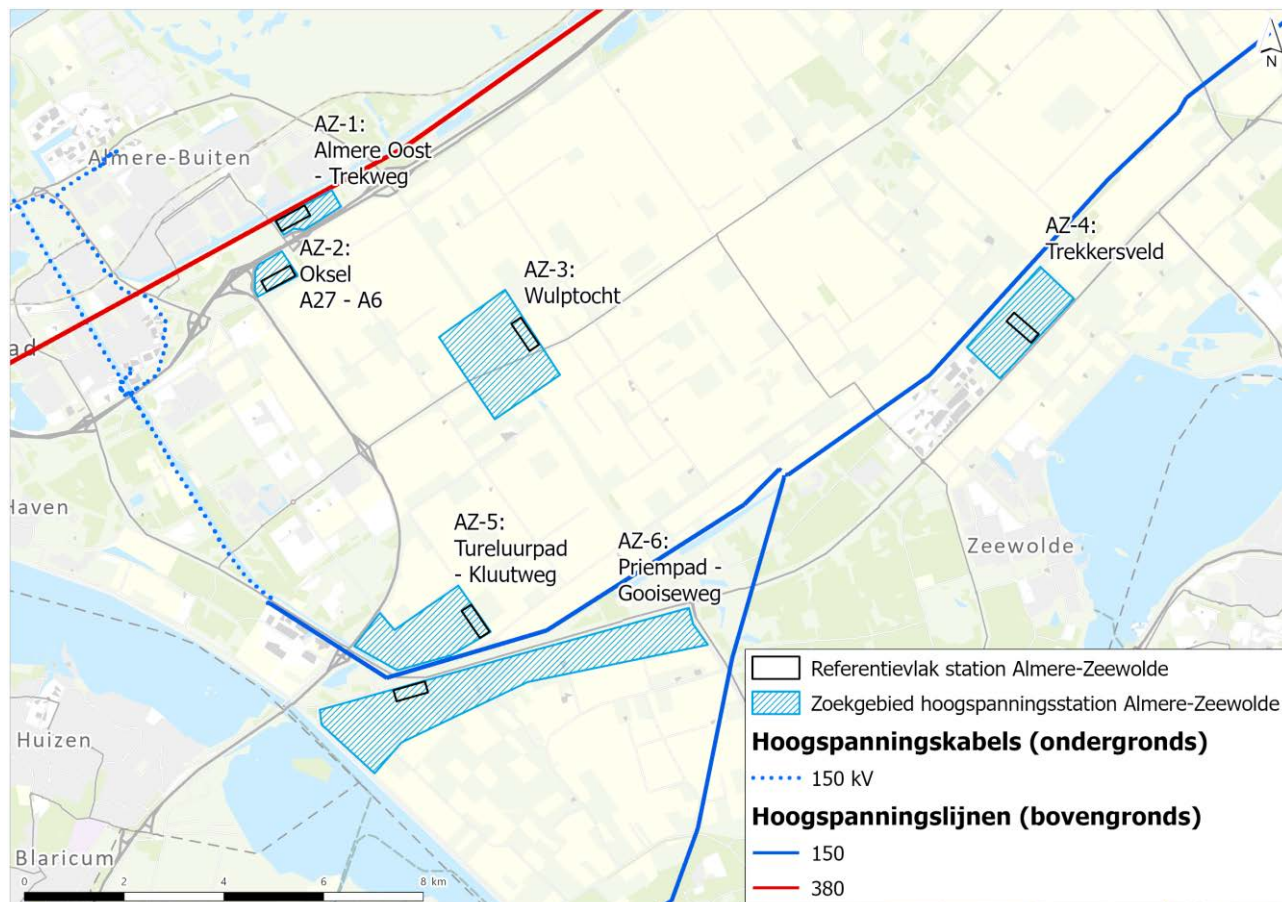 N
AZ-1:
Almere Oost
- Trekweg
Almere-Buiten
AZ-2:
Oksel
A27 - A6
AZ-3:
Wulptocht
AZ-4:
Trekkersveld
ad
Haven
AZ-5:
Tureluurpad
- Kluutweg
AZ-6:
Priempad -
Gooiseweg
Zeewolde
Huizen
Blaricum
0 2 4 6 8 km
Referentievlak station Almere-Zeewolde
Zoekgebied hoogspanningsstation Almere-Zeewolde
Hoogspanningskabels (ondergronds)
150 kV
Hoogspanningslijnen (bovengronds)
150
380